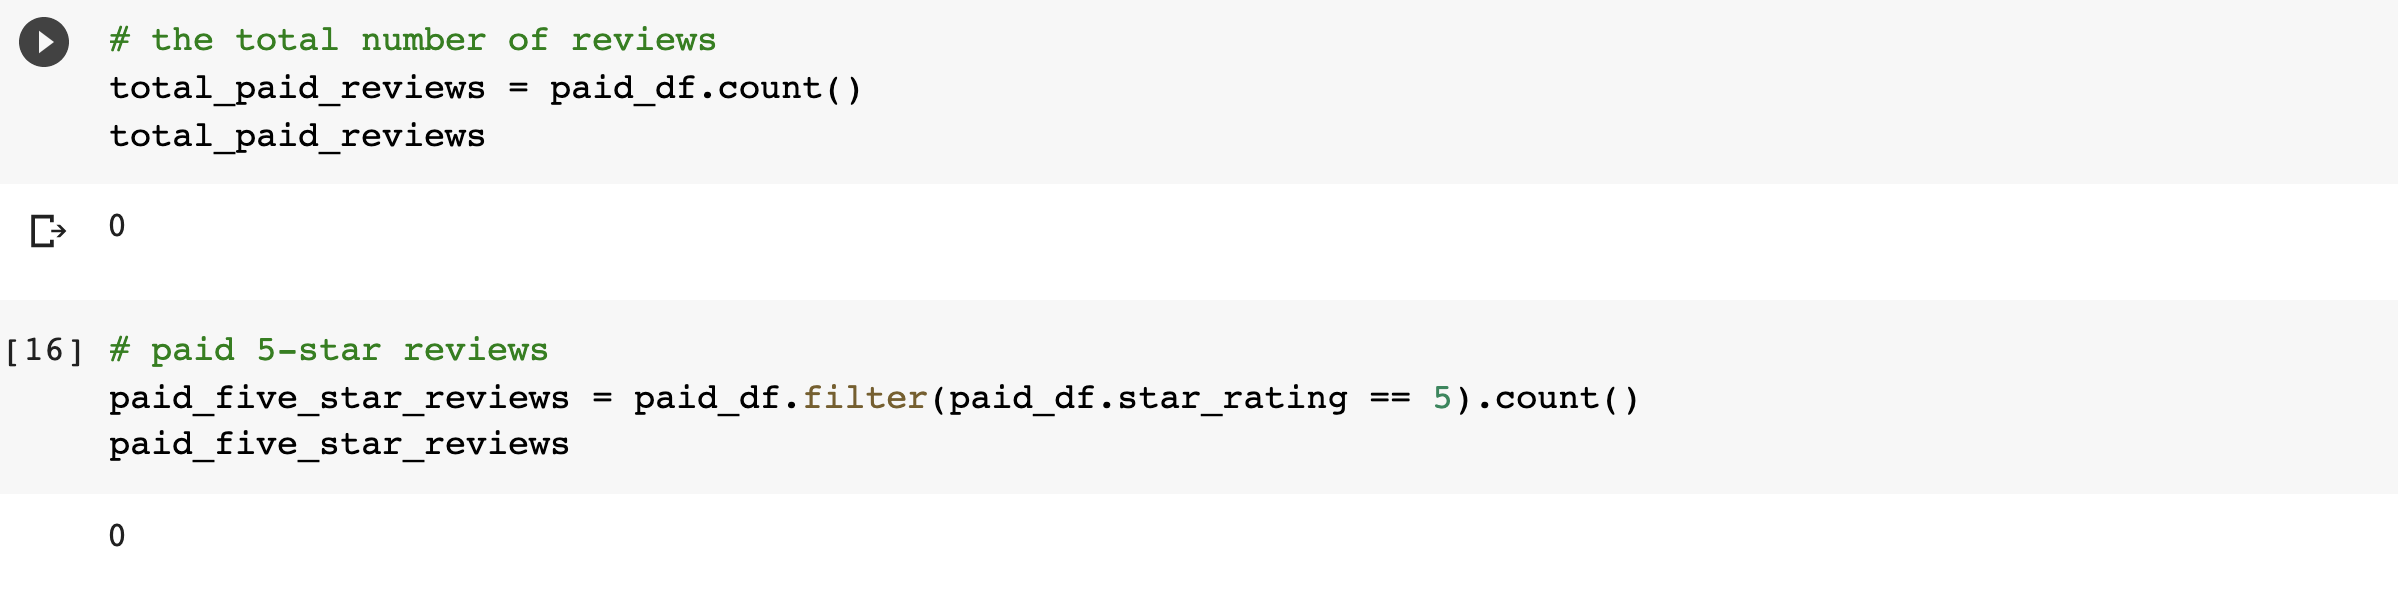 # the total number of reviews
total_paid_reviews = paid_df.count()
total_paid_reviews
0
[16] # paid 5-star reviews
paid_five_star_reviews = paid_df.filter(paid_df.star_rating == 5).count()
paid_five_star_reviews
0